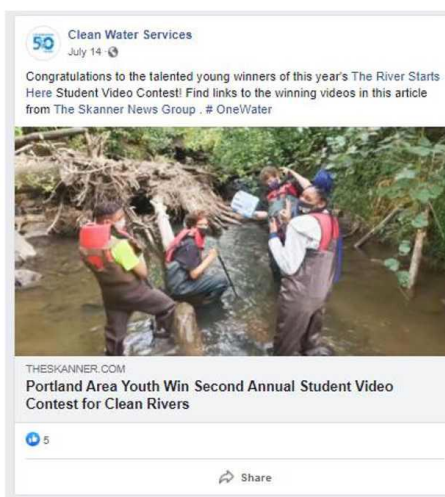 50
Clean Water Services
July 14 ·
Congratulations to the talented young winners of this year's The River Starts
Here Student Video Contest! Find links to the winning videos in this article
from The Skanner News Group . # OneWater
THESKANNER.COM
Portland Area Youth Win Second Annual Student Video
Contest for Clean Rivers
5
Share